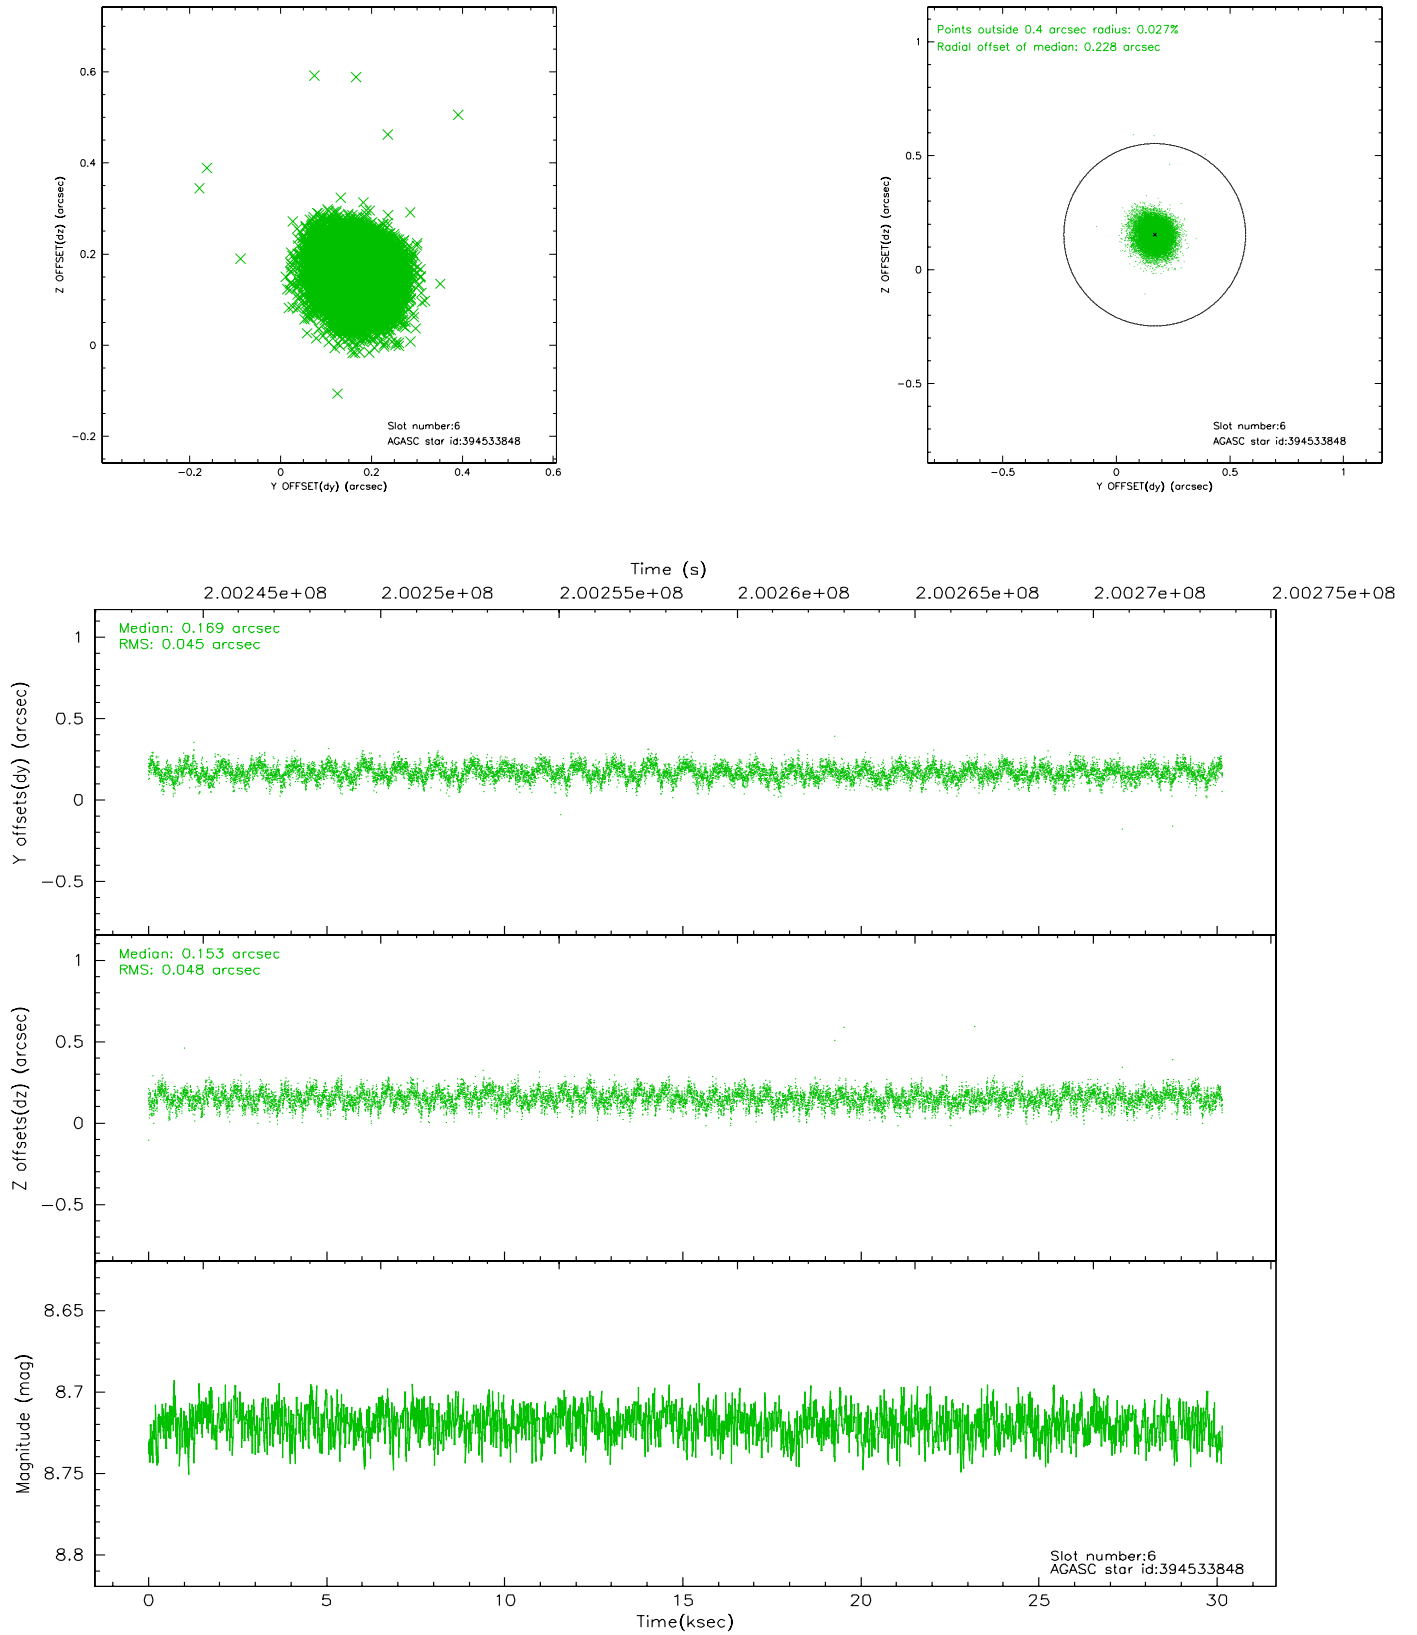 0.6
0.4
0.2
0
−0.2
Z OFFSET(dz) (arcsec)
Slot number:6
AGASC star id:394533848
−0.2 0 0.2 0.4 0.6
Y OFFSET(dy) (arcsec)
Points outside 0.4 arcsec radius: 0.027%
Radial offset of median: 0.228 arcsec
1
0.5
0
−0.5
Z OFFSET(dz) (arcsec)
Slot number:6
AGASC star id:394533848
−0.5 0 0.5 1
Y OFFSET(dy) (arcsec)
Time (s)
2.00245e+08 2.0025e+08 2.00255e+08 2.0026e+08 2.00265e+08 2.0027e+08 2.00275e+08
Median: 0.169 arcsec
RMS: 0.045 arcsec
1
0.5
0
−0.5
Y offsets(dy) (arcsec)
Median: 0.153 arcsec
RMS: 0.048 arcsec
1
0.5
0
−0.5
Z offsets(dz) (arcsec)
8.65
8.7
8.75
8.8
Magnitude (mag)
Slot number:6
AGASC star id:394533848
0 5 10 15 20 25 30
Time(ksec)